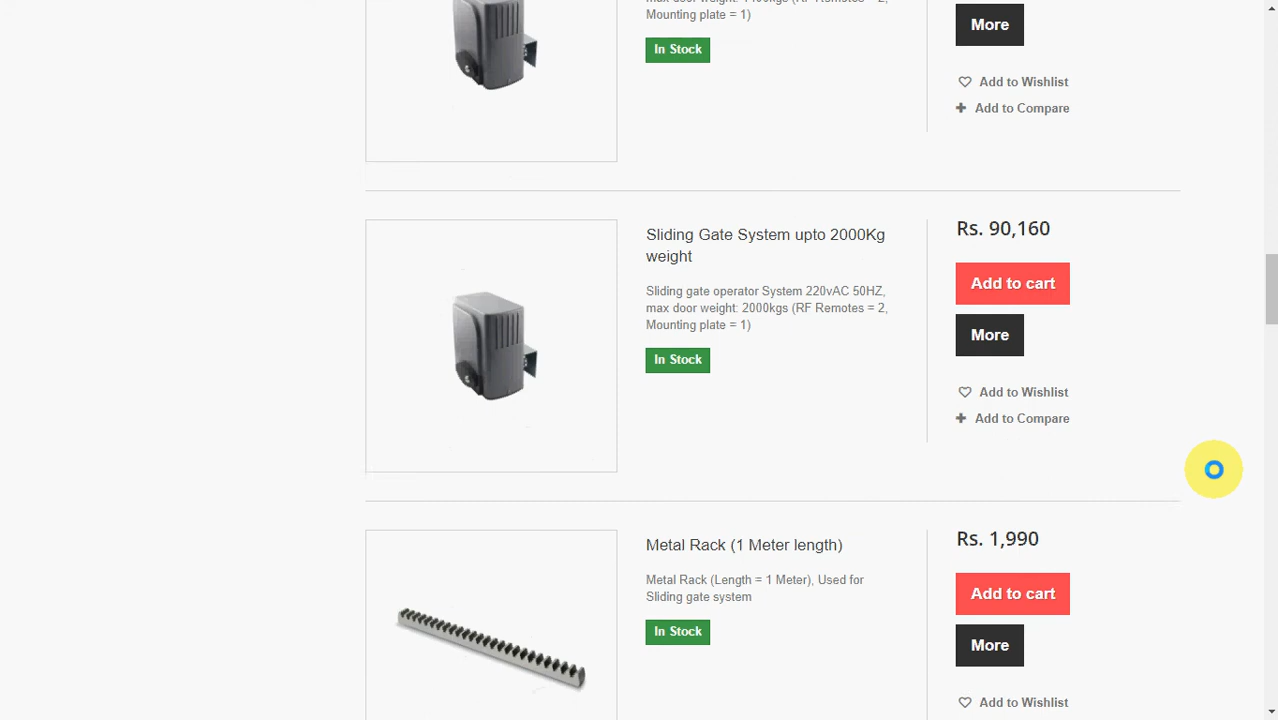 Mounting plate = 1)
In Stock
More
Add to Wishlist
Add to Compare
Sliding Gate System upto 2000Kg
weight
Sliding gate operator System 220vAC 50HZ,
max door weight: 2000kgs (RF Remotes = 2,
Mounting plate = 1)
In Stock
Rs. 90,160
Add to cart
More
Add to Wishlist
Add to Compare
Metal Rack (1 Meter length)
Metal Rack (Length = 1 Meter), Used for
Sliding gate system
In Stock
Rs. 1,990
Add to cart
More
Add to Wishlist